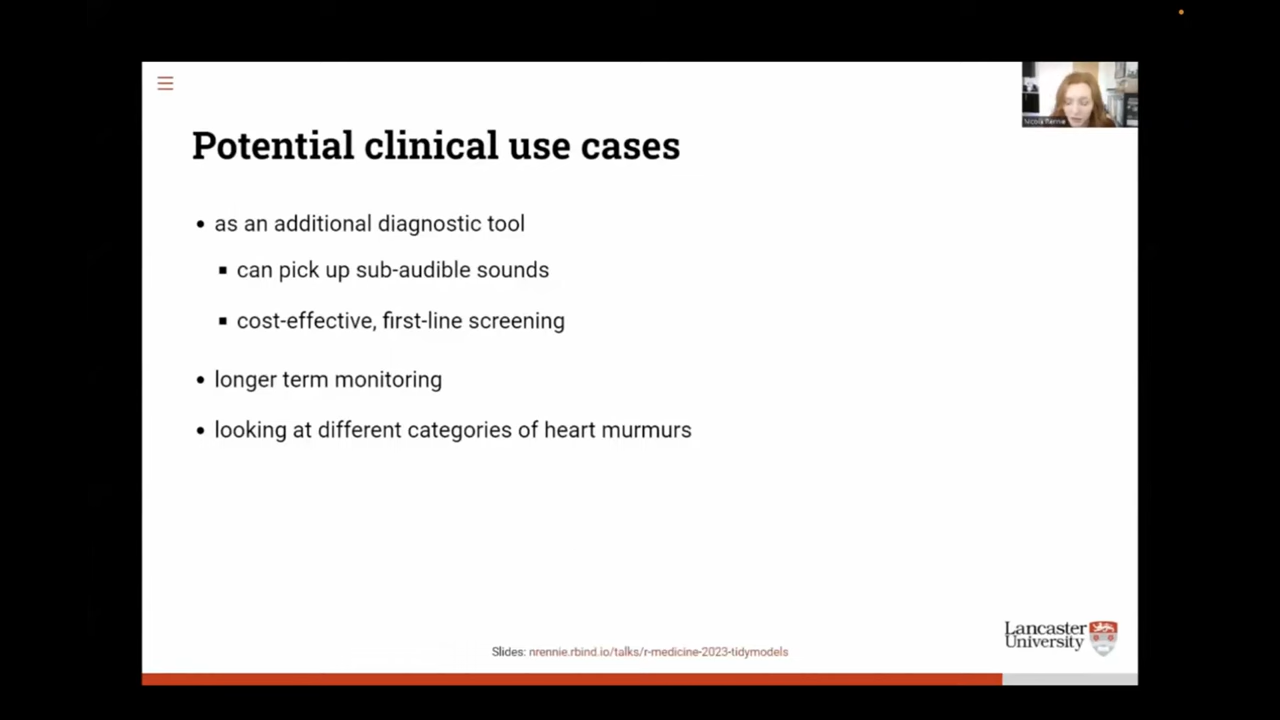 Nicola Rennie
Potential clinical use cases
• as an additional diagnostic tool
▪ can pick up sub-audible sounds
▪ cost-effective, first-line screening
• longer term monitoring
• looking at different categories of heart murmurs
Lancaster
University
Slides: nrennie.rbind.io/talks/r-medicine-2023-tidymodels